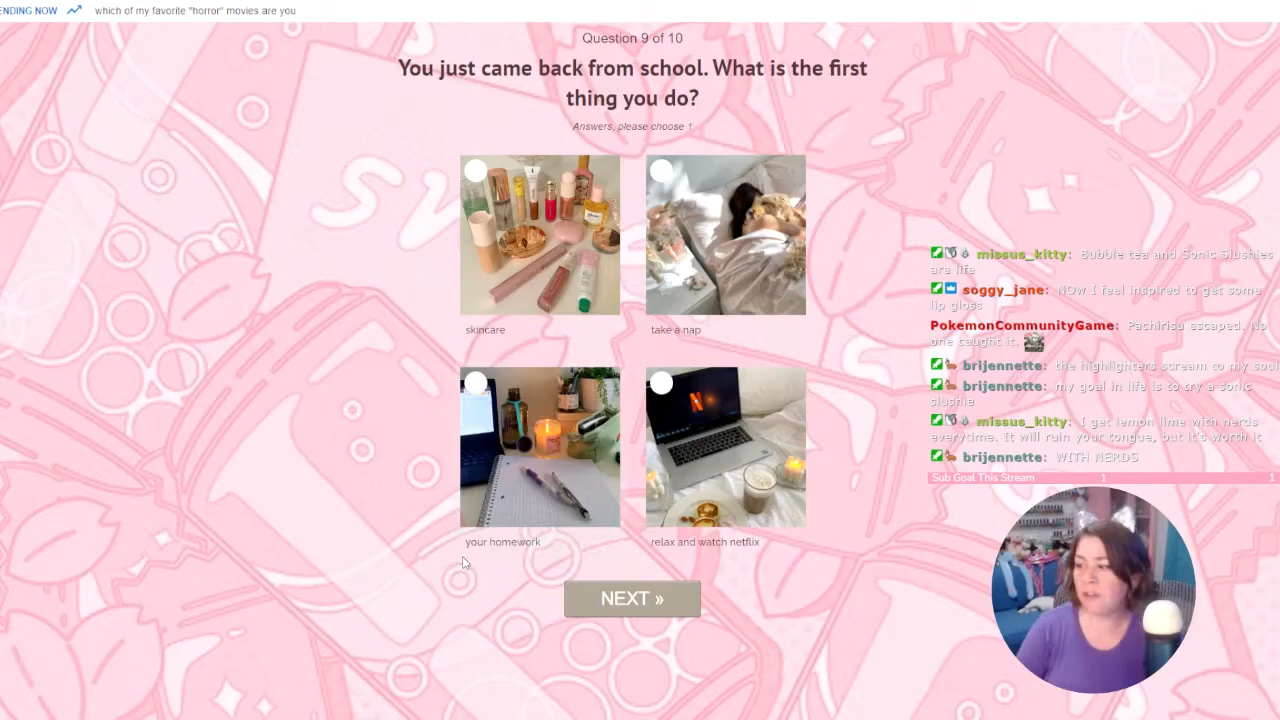 ENDING NOW
which of my favorite "horror" movies are you
Question 9 of 10
You just came back from school. What is the first
thing you do?
Answers, please choose 1
skincare
take a nap
your homework
relax and watch netflix
NEXT »
missus_kitty: Bubble tea and Sonic Slushies
are life
soggy_jane: NOw I feel inspired to get some
lip gloss
PokemonCommunityGame: Pachirisu escaped. No
one caught it.
brijennette: the highlighters scream to my soul
brijennette: my goal in life is to try a sonic
slushie
missus_kitty: I get lemon lime with nerds
everytime. It will ruin your tongue, but it's worth it
brijennette: WITH NERDS
Sub Goal This Stream 1 1